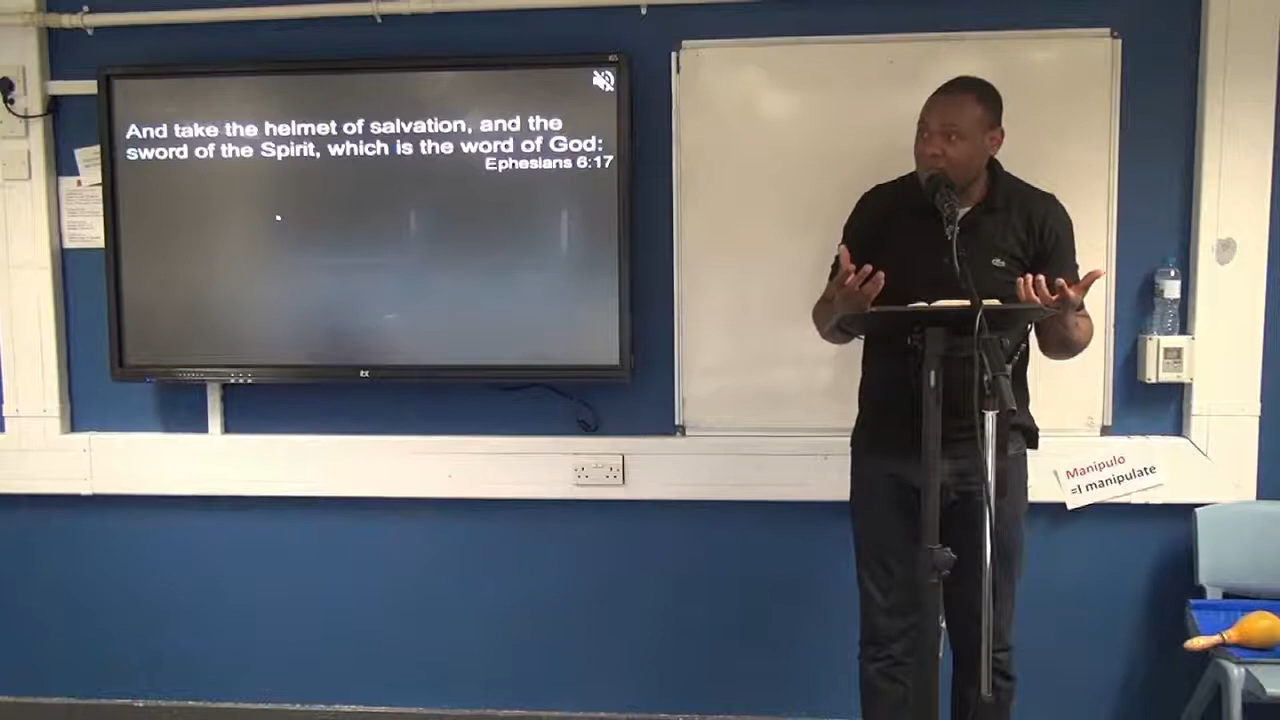 And take the helmet of salvation, and the
sword of the Spirit, which is the word of God:
Ephesians 6:17
Manipulo
=I manipulate